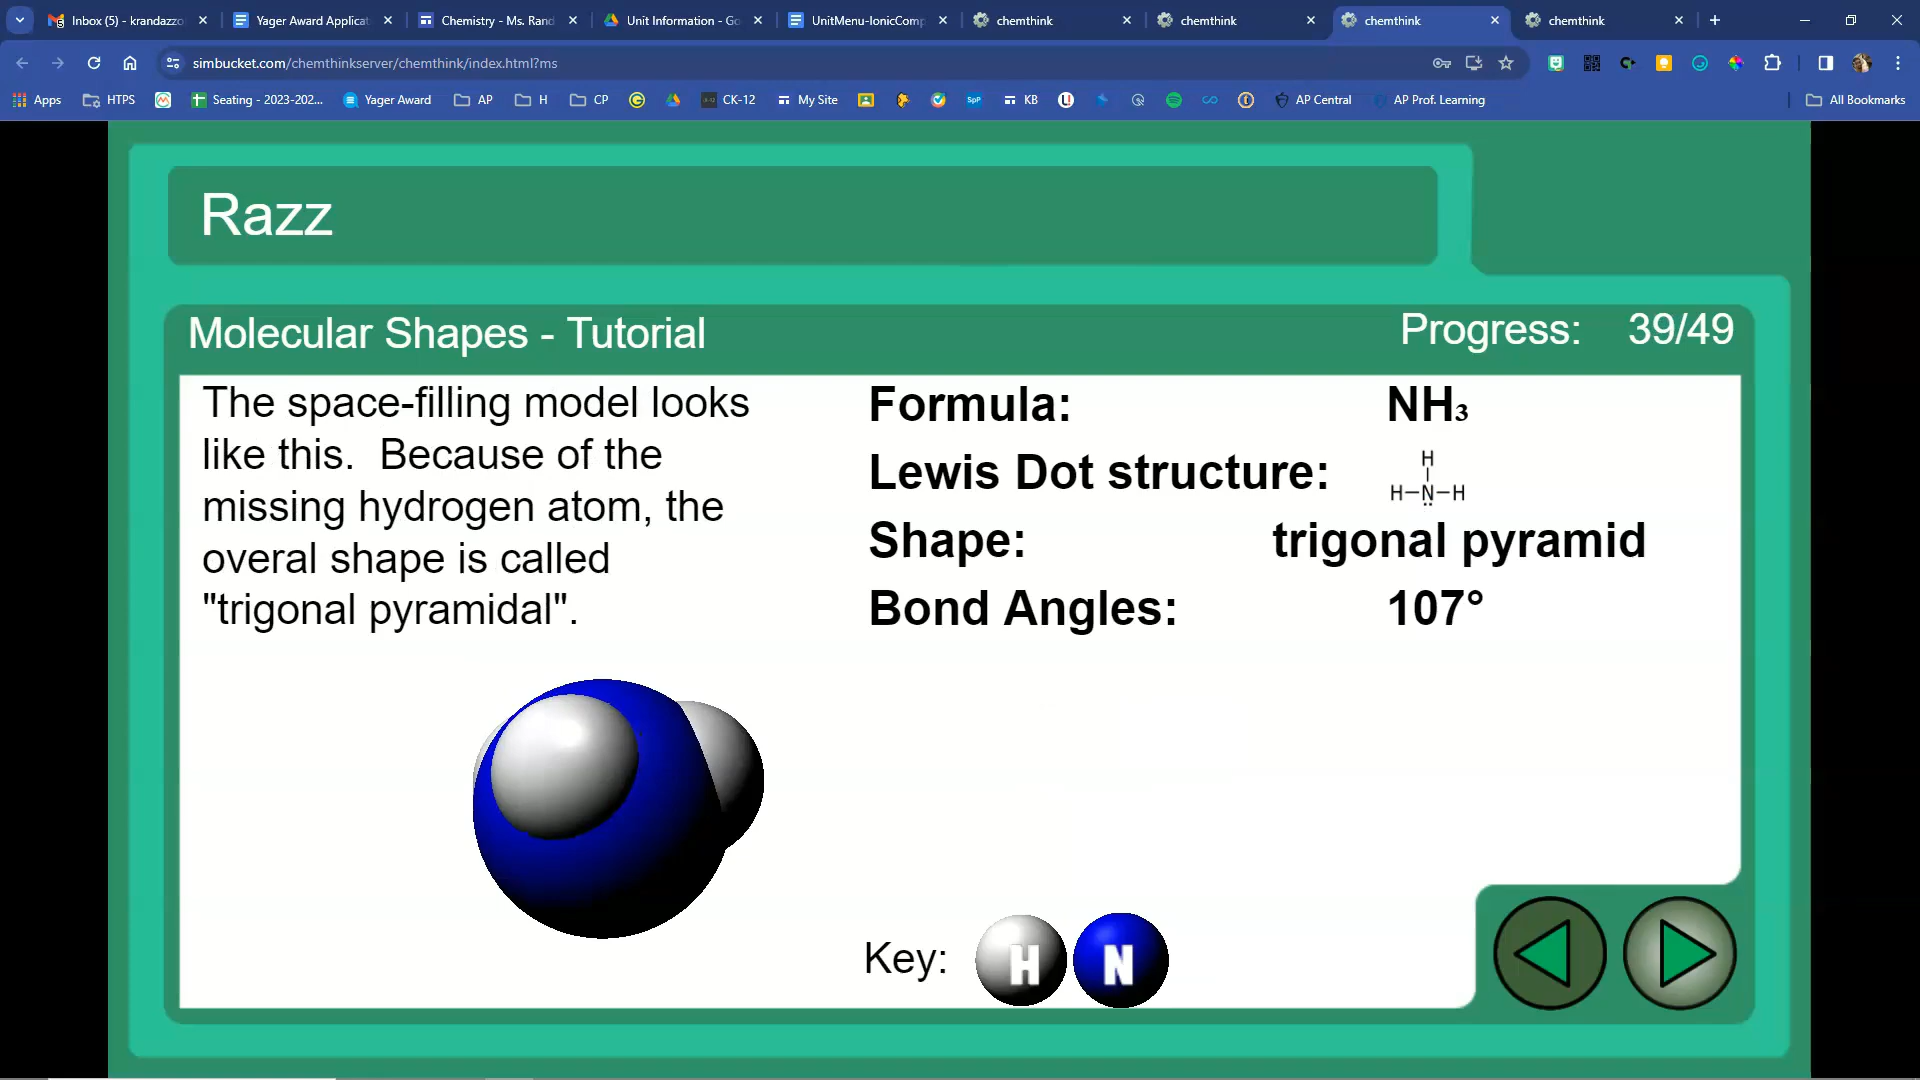 Inbox (5) - krandazzo
Yager Award Applicat
Chemistry - Ms. Rand
Unit Information - Go
UnitMenu-IonicComp
chemthink
chemthink
chemthink
chemthink
simbucket.com/chemthinkserver/chemthink/index.html?ms
Apps
HTPS
Seating - 2023-202...
Yager Award
AP
H
CP
CK-12
My Site
SpP
KB
AP Central
AP Prof. Learning
All Bookmarks
Razz
Molecular Shapes - Tutorial
Progress: 39/49
The space-filling model looks
like this. Because of the
missing hydrogen atom, the
overal shape is called
"trigonal pyramidal".
Formula: NH₃
Lewis Dot structure:
H
H-N-H
Shape: trigonal pyramid
Bond Angles: 107°
Key: H N